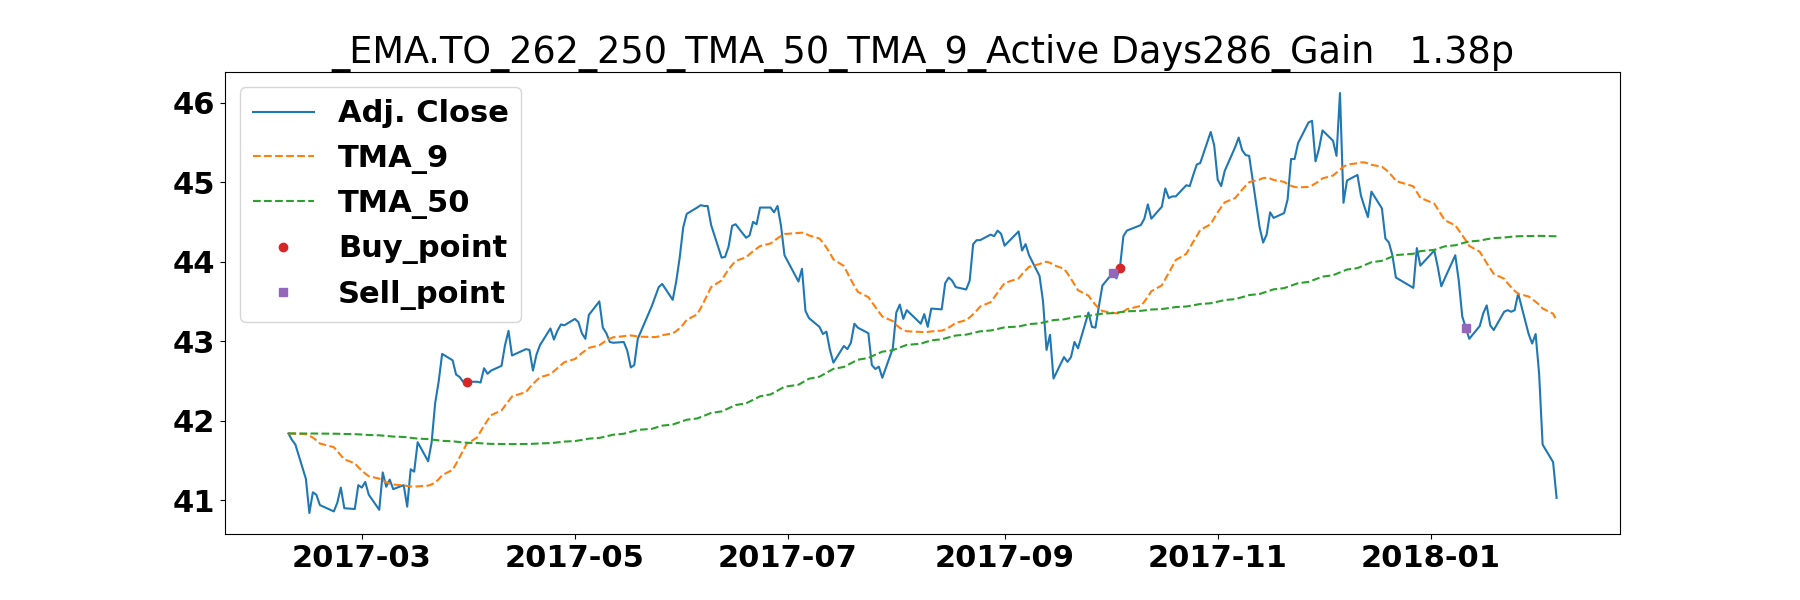 _EMA.TO_262_250_TMA_50_TMA_9_Active Days286_Gain   1.38p
Adj. Close
TMA_9
TMA_50
Buy_point
Sell_point
46
45
44
43
42
41
2017-03 2017-05 2017-07 2017-09 2017-11 2018-01